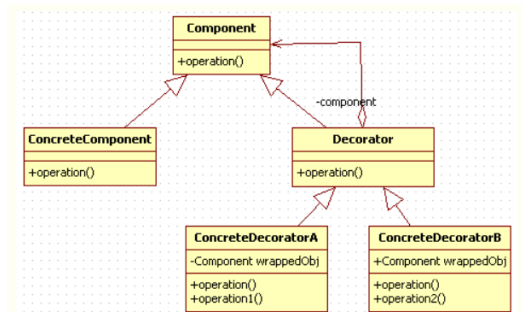 Component
+operation()
-component
ConcreteComponent
+operation()
Decorator
+operation()
ConcreteDecoratorA
-Component wrappedObj
+operation()
+operation1()
ConcreteDecoratorB
+Component wrappedObj
+operation()
+operation2()